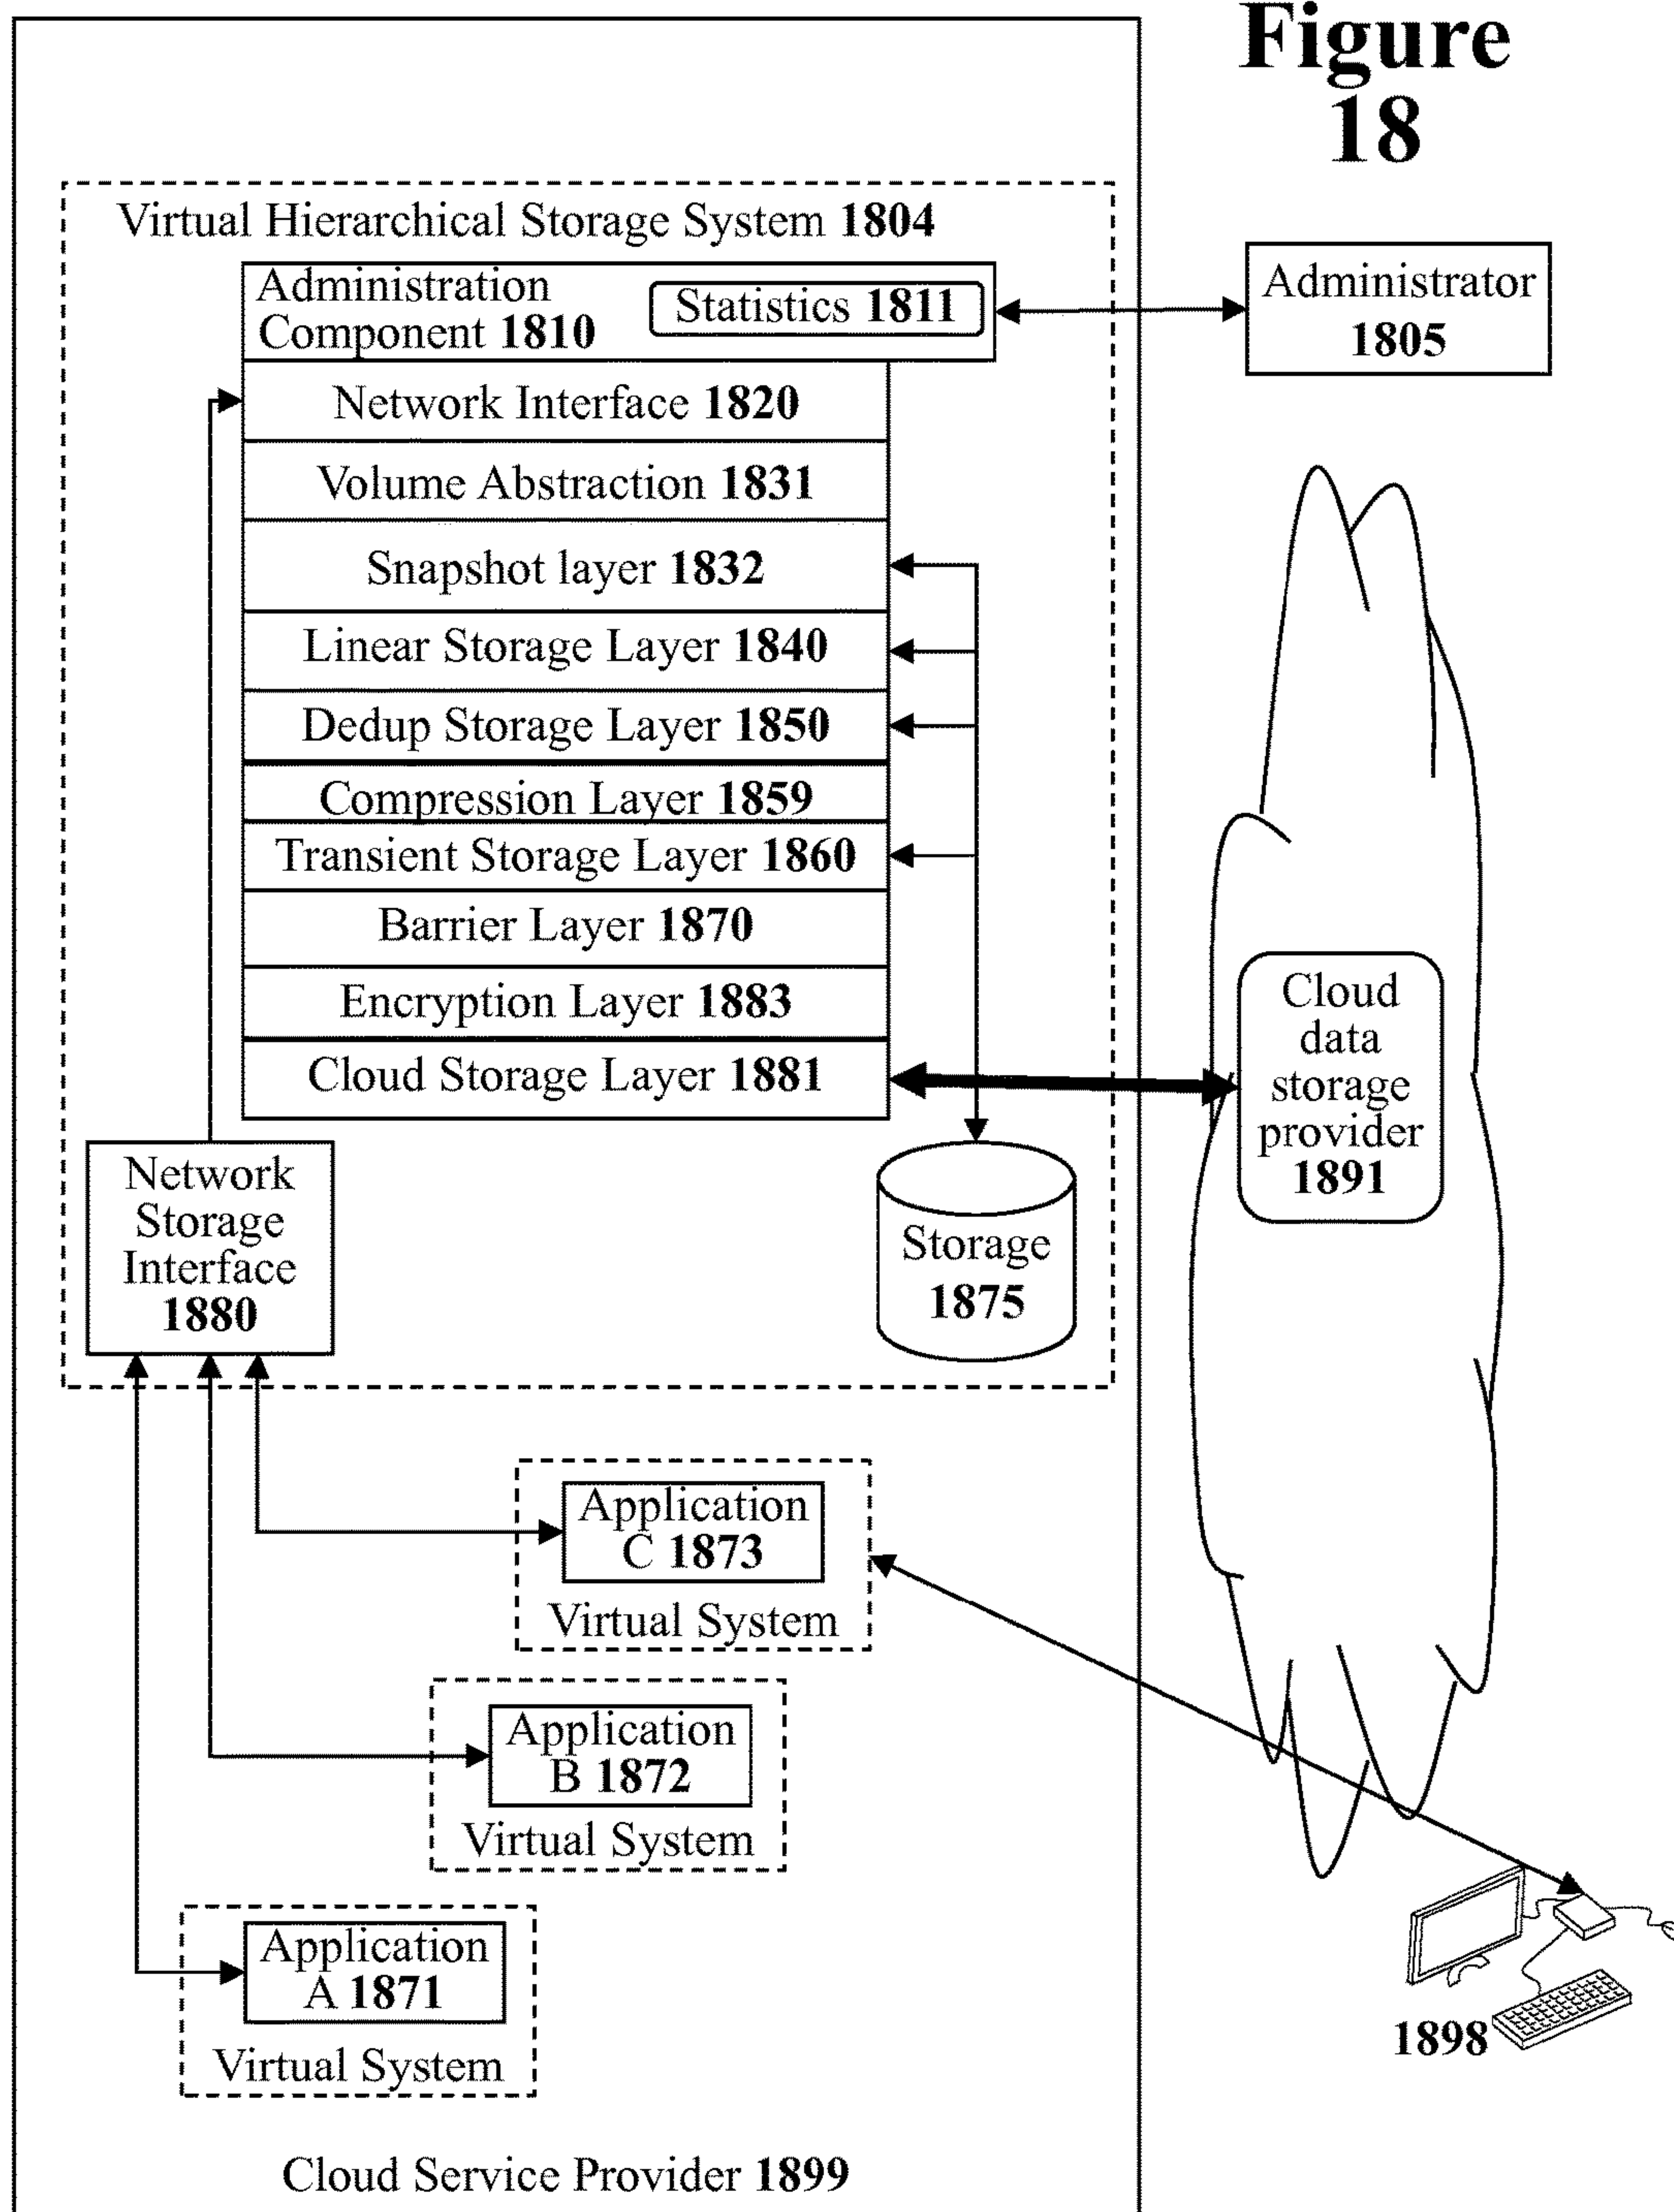 Figure
18
Virtual Hierarchical Storage System 1804
Administration
Component 1810
Statistics 1811
Administrator
1805
Network Interface 1820
Volume Abstraction 1831
Snapshot layer 1832
Linear Storage Layer 1840
Dedup Storage Layer 1850
Compression Layer 1859
Transient Storage Layer 1860
Barrier Layer 1870
Encryption Layer 1883
Cloud Storage Layer 1881
Cloud
data
storage
provider
1891
Network
Storage
Interface
1880
Storage
1875
Application
C 1873
Virtual System
Application
B 1872
Virtual System
Application
A 1871
Virtual System
1898
Cloud Service Provider 1899